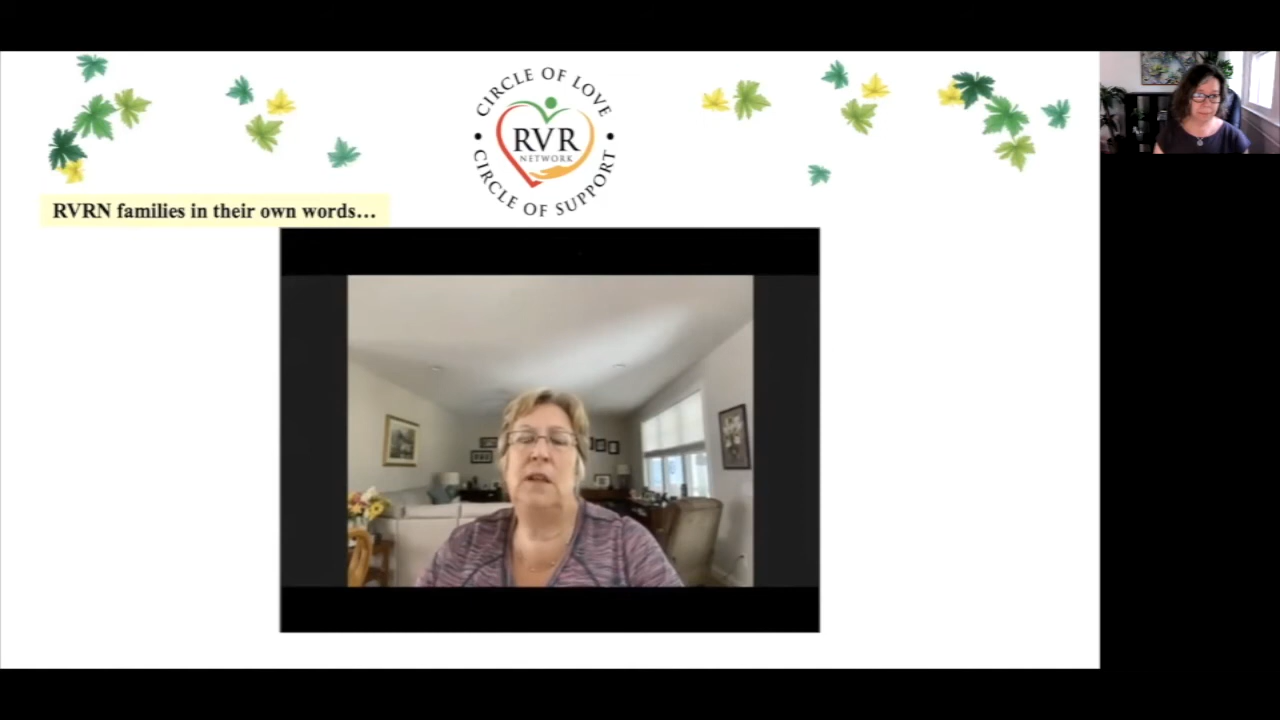 CIRCLE OF LOVE
RVR
NETWORK
CIRCLE OF SUPPORT
RVRN families in their own words…